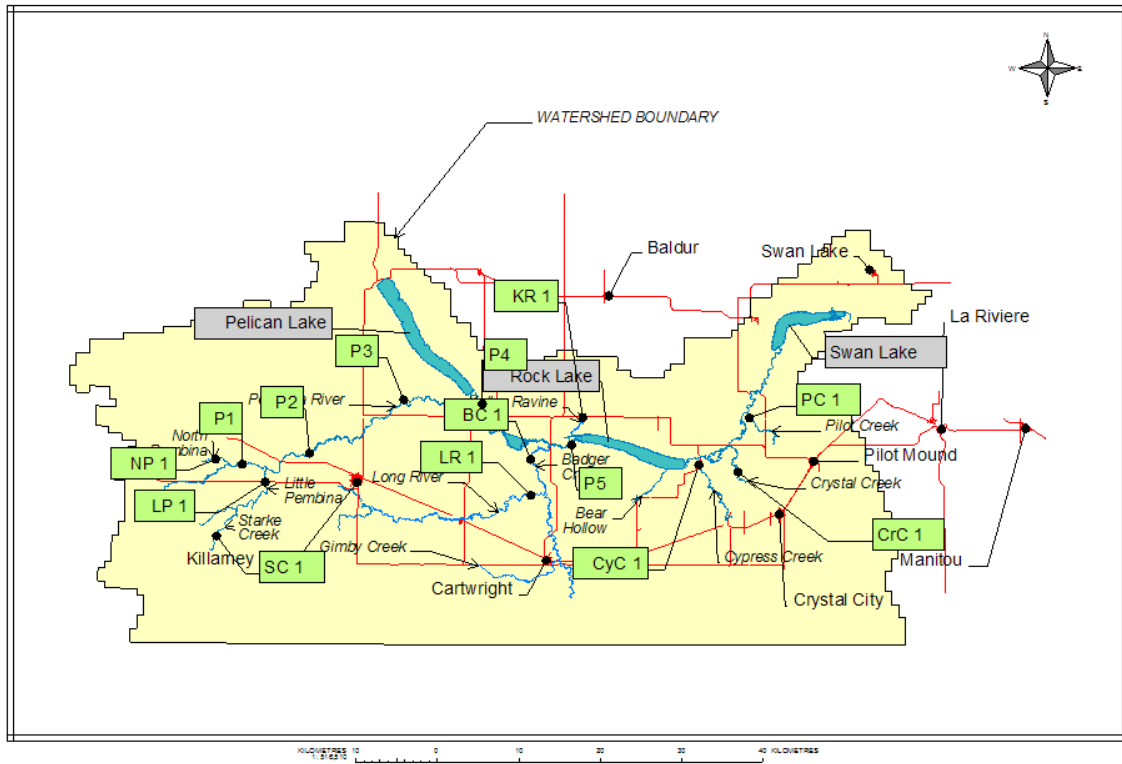 N
W
E
S
WATERSHED BOUNDARY
Baldur
Swan Lake
KR 1
Pelican Lake
La Riviere
P3
P4
Swan Lake
Rock Lake
P2
River
BC 1
Ravine
PC 1
P1
Pilot Creek
North
NP 1
LR 1
Badger
Pilot Mound
Long River
P5
Crystal Creek
LP 1
Little
Pembina
Bear
Hollow
Starke
Creek
CrC 1
Killarney
Gimby Creek
SC 1
CyC 1
Cypress Creek
Manitou
Cartwright
Crystal City
KILOMETRES 10 0 10 20 30 40 KILOMETRES